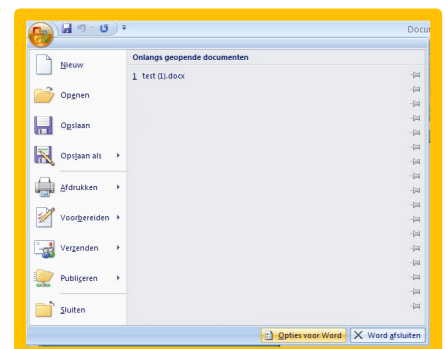 Docu
Nieuw
Onlangs geopende documenten
1 test (1).docx
Openen
Opslaan
Opslaan als
Afdrukken
Voorbereiden
Verzenden
Publiceren
Sluiten
Opties voor Word
X Word afsluiten